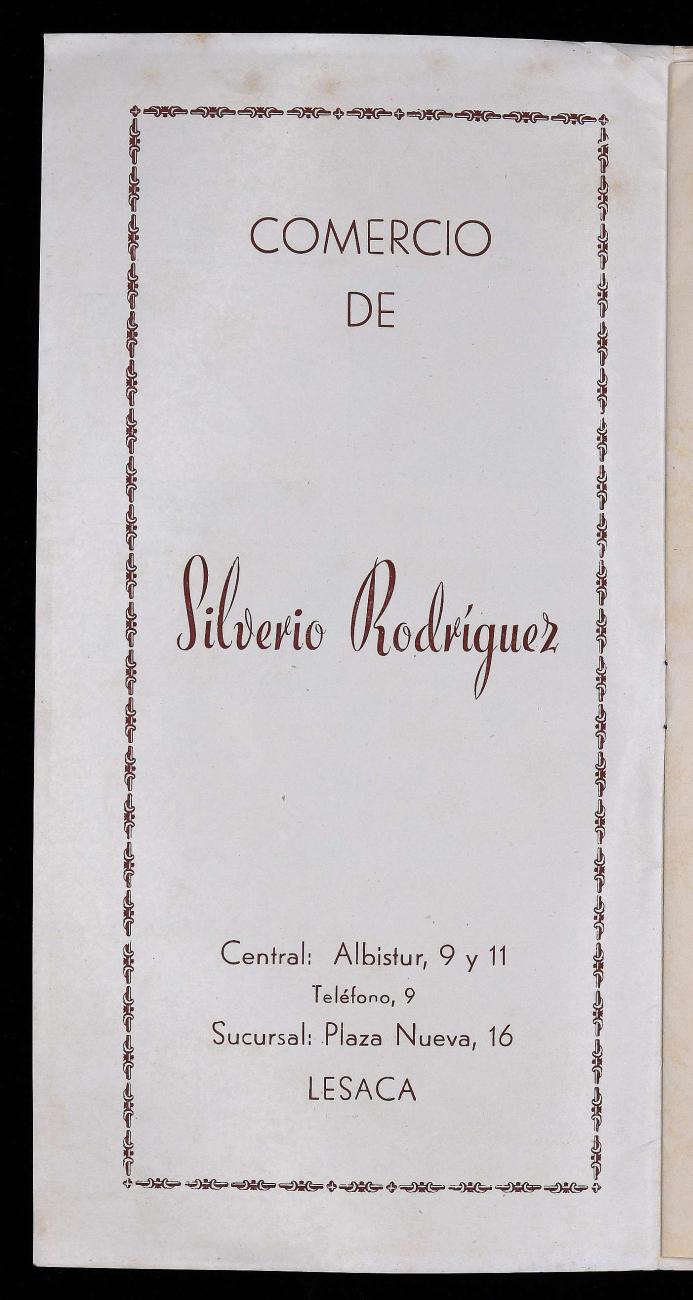 COMERCIO
DE
Silverio Rodríguez
Central: Albistur, 9 y 11
Teléfono, 9
Sucursal: Plaza Nueva, 16
LESACA